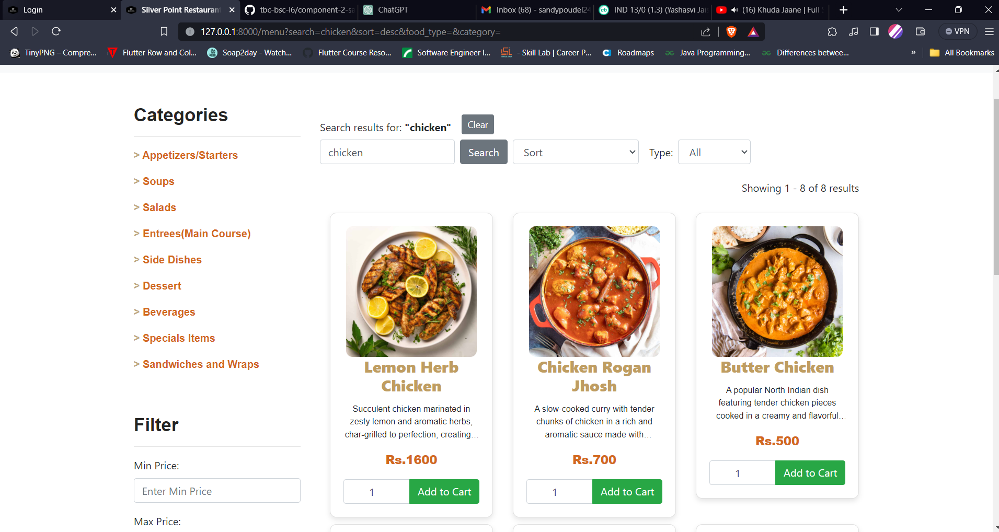 Login
Silver Point Restaurant
tbc-bsc-l6/component-2-sa
ChatGPT
Inbox (68) - sandypoudel24
IND 13/0 (1.3) (Yashasvi Jais
(16) Khuda Jaane | Full S
127.0.0.1:8000/menu?search=chicken&sort=desc&food_type=&category=
VPN
TinyPNG – Compre...
Flutter Row and Col...
Soap2day - Watch...
Flutter Course Reso...
Software Engineer I...
- Skill Lab | Career P...
Roadmaps
Java Programming...
Differences betwee...
»
All Bookmarks
Categories
> Appetizers/Starters
> Soups
> Salads
> Entrees(Main Course)
> Side Dishes
> Dessert
> Beverages
> Specials Items
> Sandwiches and Wraps
Filter
Min Price:
Enter Min Price
Max Price:
Search results for: "chicken"
Clear
chicken
Search
Sort
Type:
All
Showing 1 - 8 of 8 results
Lemon Herb
Chicken
Succulent chicken marinated in
zesty lemon and aromatic herbs,
char-grilled to perfection, creating...
Rs.1600
1
Add to Cart
Chicken Rogan
Jhosh
A slow-cooked curry with tender
chunks of chicken in a rich and
aromatic sauce made with...
Rs.700
1
Add to Cart
Butter Chicken
A popular North Indian dish
featuring tender chicken pieces
cooked in a creamy and flavorful...
Rs.500
1
Add to Cart